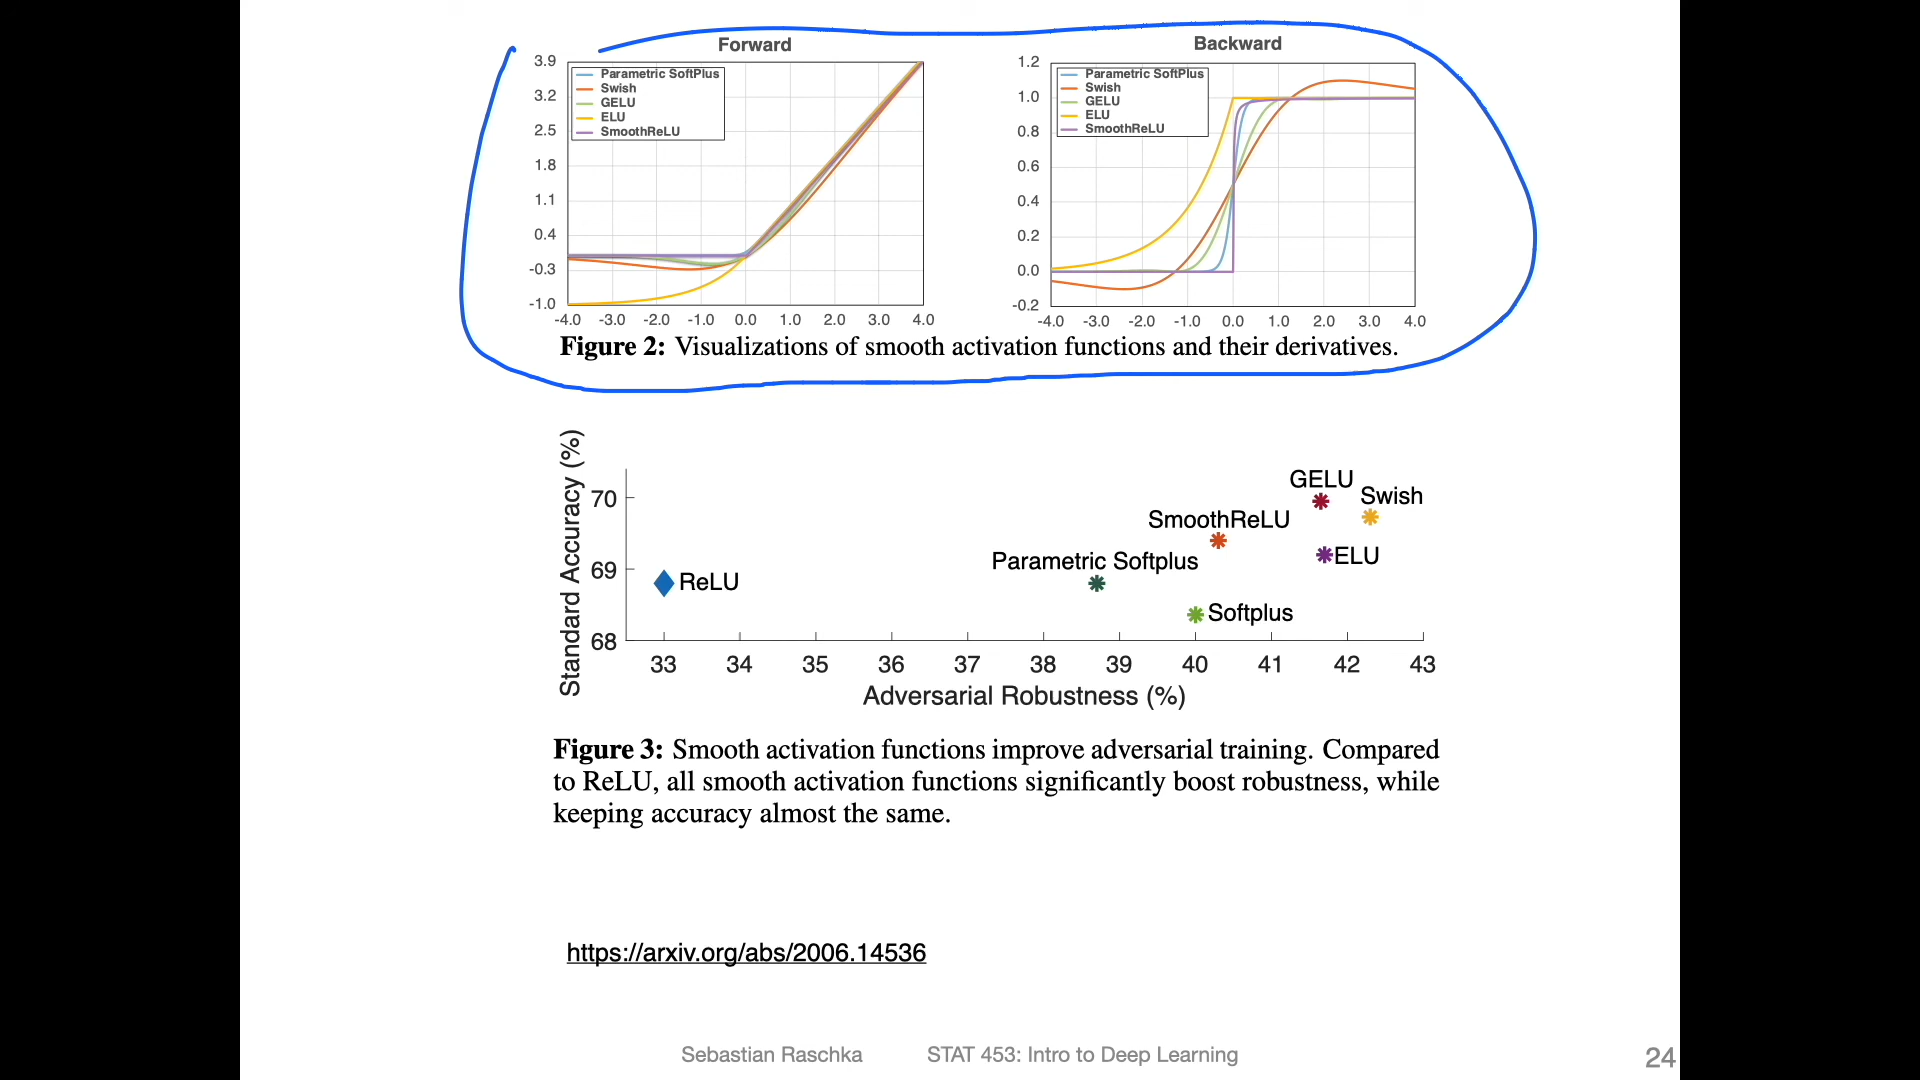 Forward
3.9
3.2
2.5
1.8
1.1
0.4
-0.3
-1.0
Parametric SoftPlus
Swish
GELU
ELU
SmoothReLU
-4.0 -3.0 -2.0 -1.0 0.0 1.0 2.0 3.0 4.0
Backward
1.2
1.0
0.8
0.6
0.4
0.2
0.0
-0.2
Parametric SoftPlus
Swish
GELU
ELU
SmoothReLU
-4.0 -3.0 -2.0 -1.0 0.0 1.0 2.0 3.0 4.0
Figure 2: Visualizations of smooth activation functions and their derivatives.
Standard Accuracy (%)
70
69
68
GELU
Swish
SmoothReLU
ELU
Parametric Softplus
ReLU
Softplus
33 34 35 36 37 38 39 40 41 42 43
Adversarial Robustness (%)
Figure 3: Smooth activation functions improve adversarial training. Compared
to ReLU, all smooth activation functions significantly boost robustness, while
keeping accuracy almost the same.
https://arxiv.org/abs/2006.14536
Sebastian Raschka STAT 453: Intro to Deep Learning 24